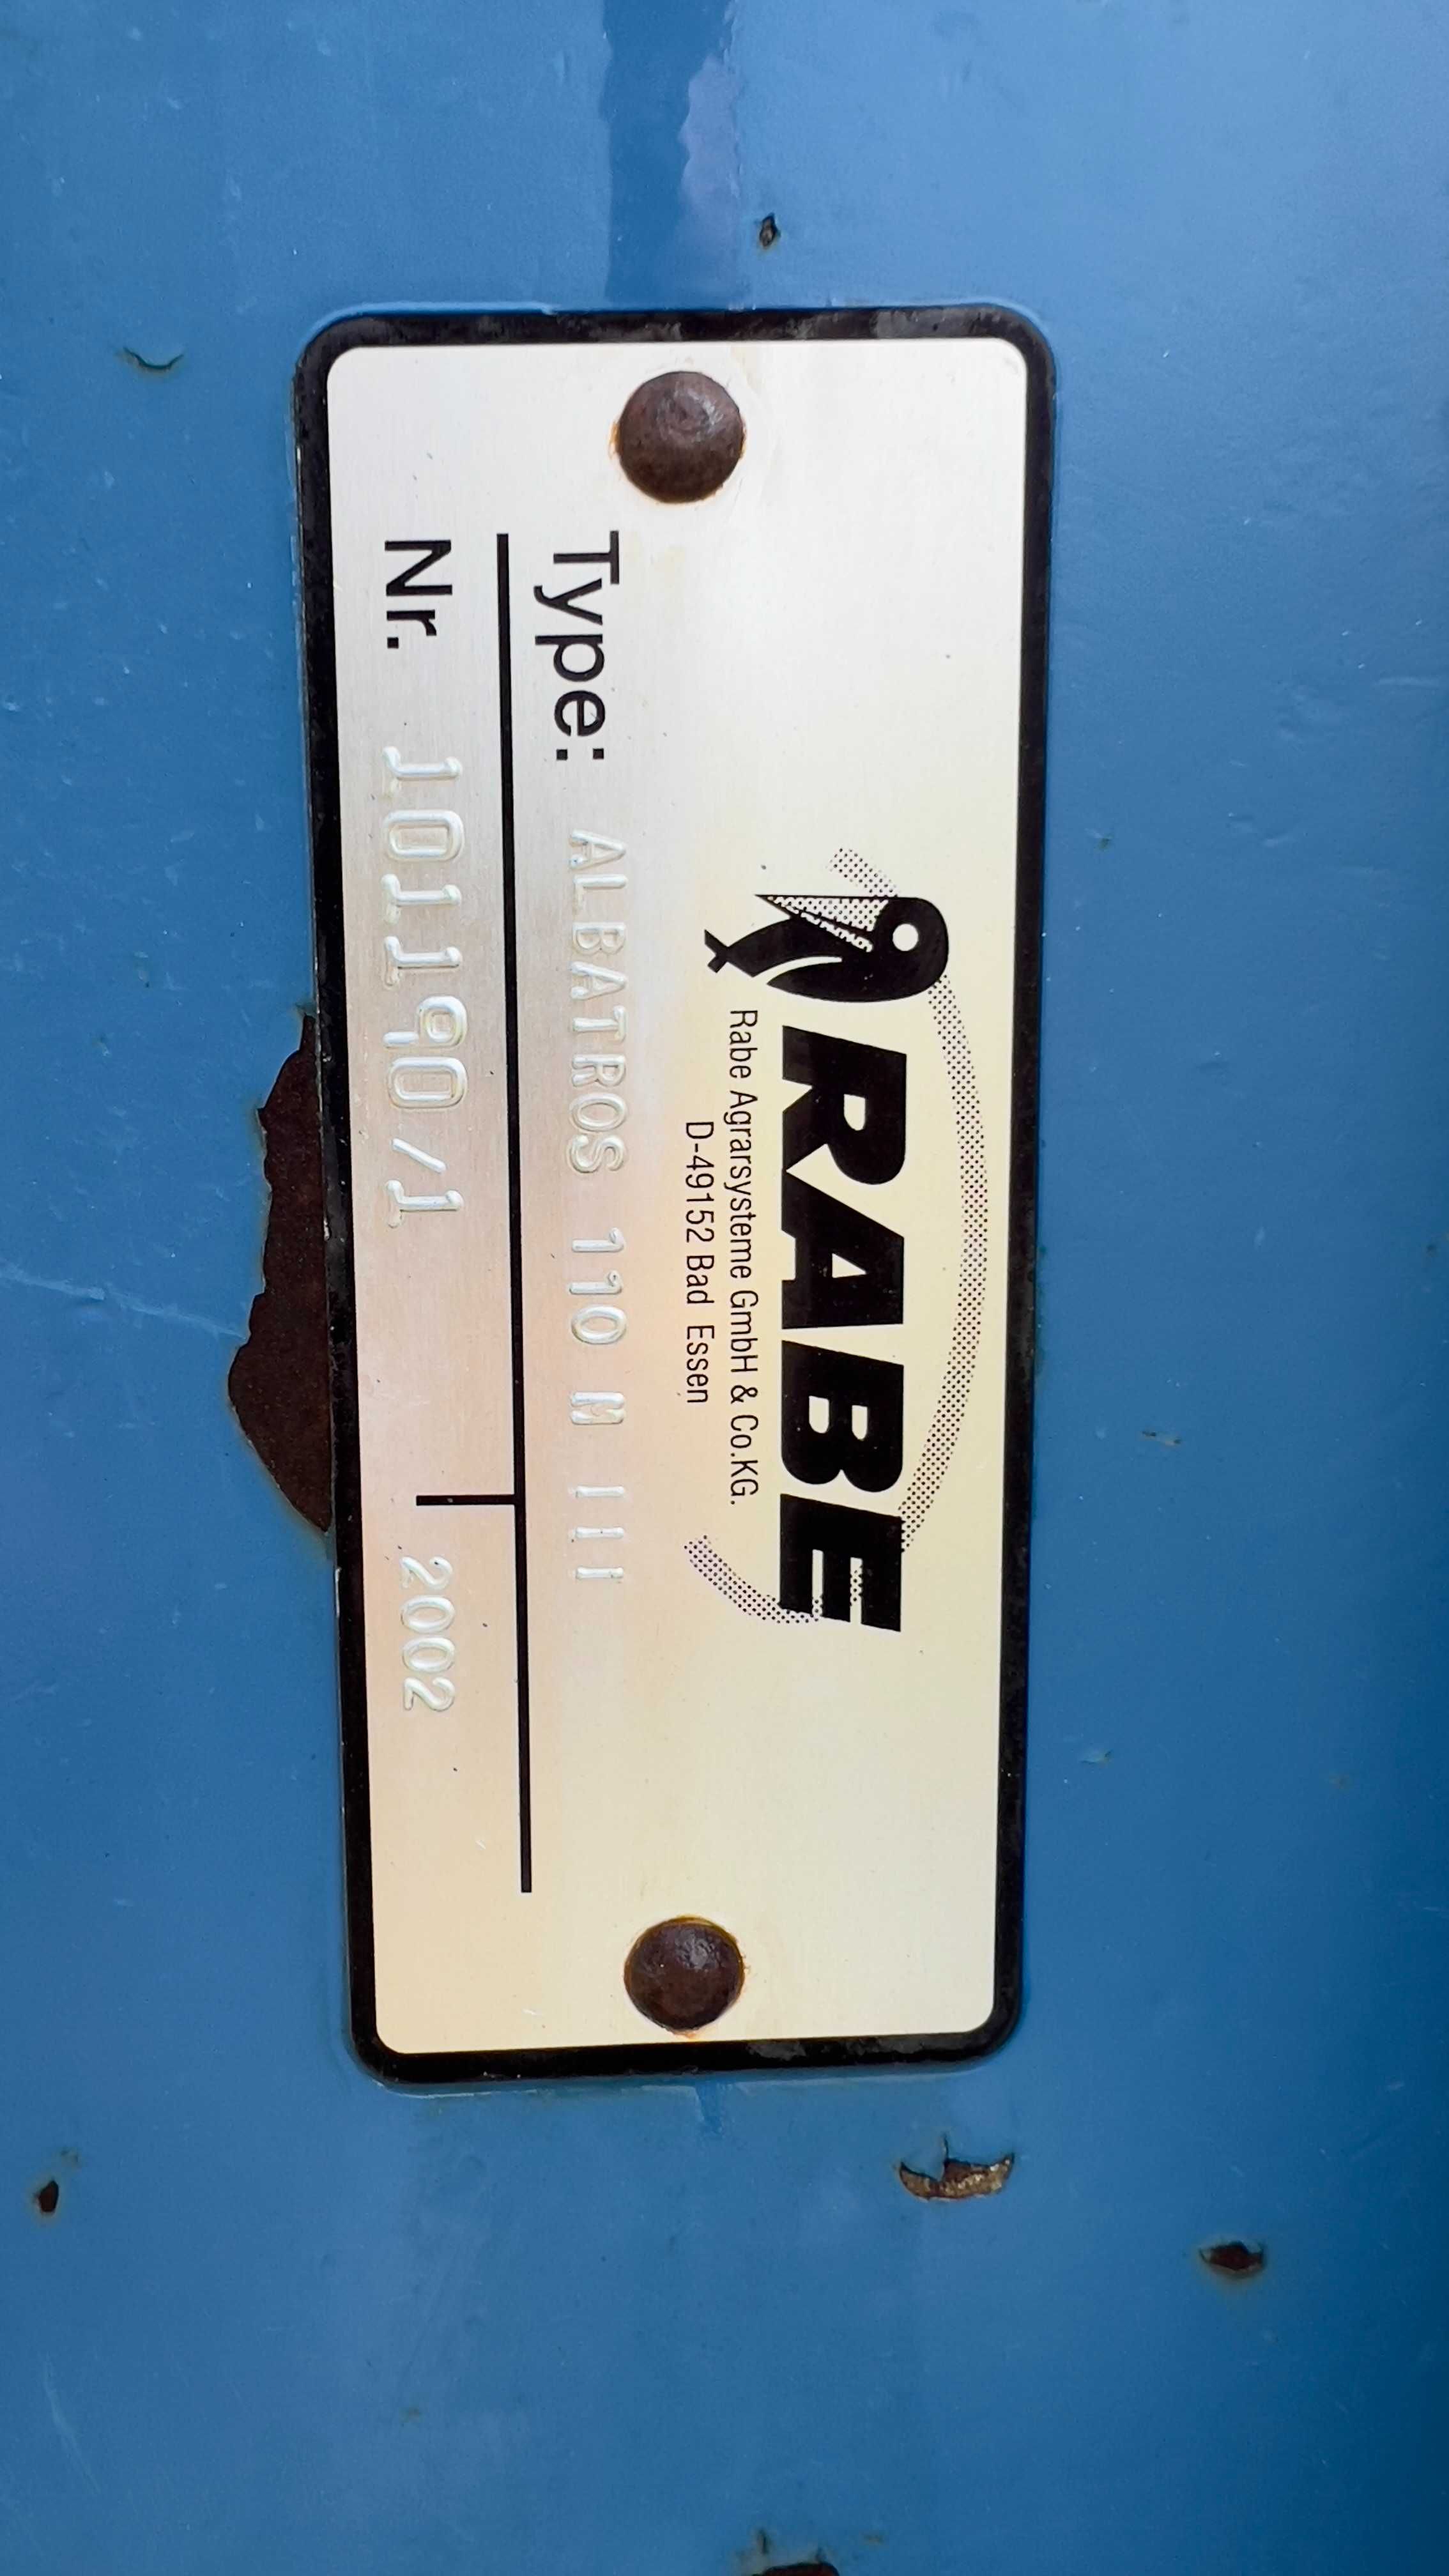 RABE
Rabe Agrarsysteme GmbH & Co.KG.
D-49152 Bad Essen
Type: ALBATROS 110 M III
Nr. 101190/1 2002